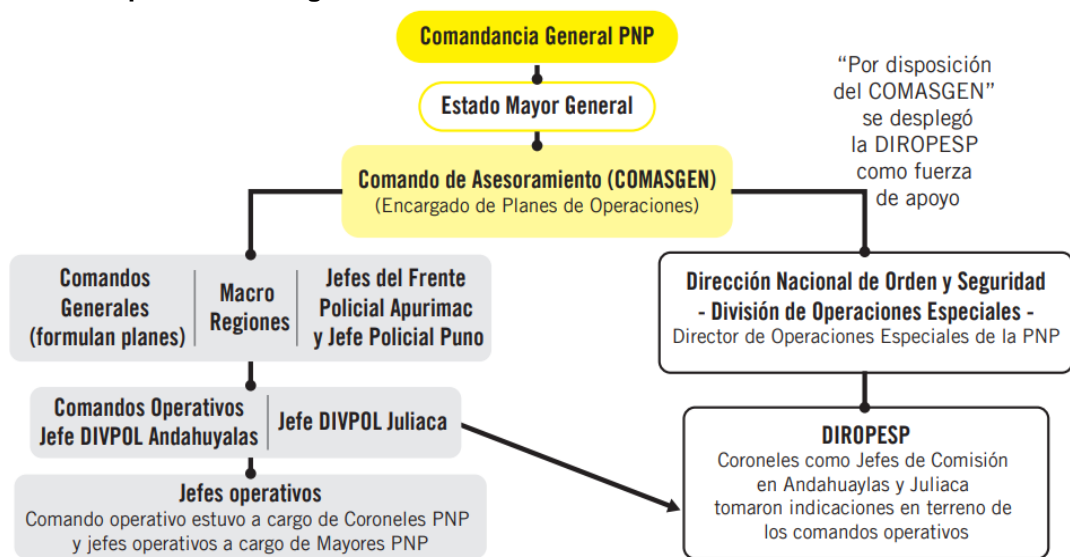 Comandancia General PNP
Estado Mayor General
Comando de Asesoramiento (COMASGEN)
(Encargado de Planes de Operaciones)
“Por disposición
del COMASGEN”
se desplegó
la DIROPESP
como fuerza
de apoyo
Comandos
Generales
(formulan planes)
Macro
Regiones
Jefes del Frente
Policial Apurimac
y Jefe Policial Puno
Dirección Nacional de Orden y Seguridad
- División de Operaciones Especiales -
Director de Operaciones Especiales de la PNP
Comandos Operativos
Jefe DIVPOL Andahuyalas
Jefe DIVPOL Juliaca
Jefes operativos
Comando operativo estuvo a cargo de Coroneles PNP
y jefes operativos a cargo de Mayores PNP
DIROPESP
Coroneles como Jefes de Comisión
en Andahuaylas y Juliaca
tomaron indicaciones en terreno de
los comandos operativos